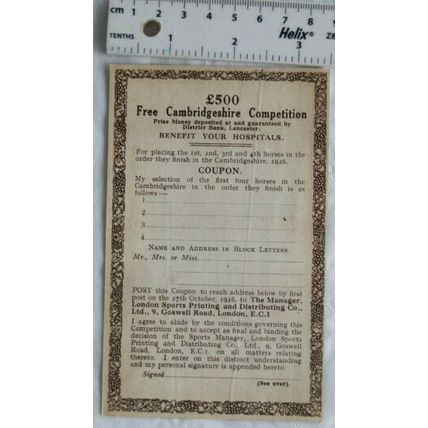 cm 1 2 3 4 5 6 7 8 9
Helix Z8
TENTHS 1 2 3
£500
Free Cambridgeshire Competition
Prize Money deposited at and guaranteed by
District Bank, Lancaster.
BENEFIT YOUR HOSPITALS.
For placing the 1st, 2nd, 3rd and 4th horses in the
order they finish in the Cambridgeshire, 1926.
COUPON.
My selection of the first four horses in the
Cambridgeshire in the order they finish is as
follows:—
1
2
3
4
NAME AND ADDRESS IN BLOCK LETTERS.
Mr., Mrs. or Miss
POST this Coupon to reach address below by first
post on the 27th October, 1926, to The Manager,
London Sports Printing and Distributing Co.,
Ltd., 9, Goswell Road, London, E.C.1
I agree to abide by the conditions governing this
Competition and to accept as final and binding
the decision of the Sports Manager, London Sports
Printing and Distributing Co., Ltd., 9, Goswell
Road, London, E.C.1. on all matters relating
thereto. I enter on this distinct understanding
and my personal signature is appended hereto.
Signed
(See over).